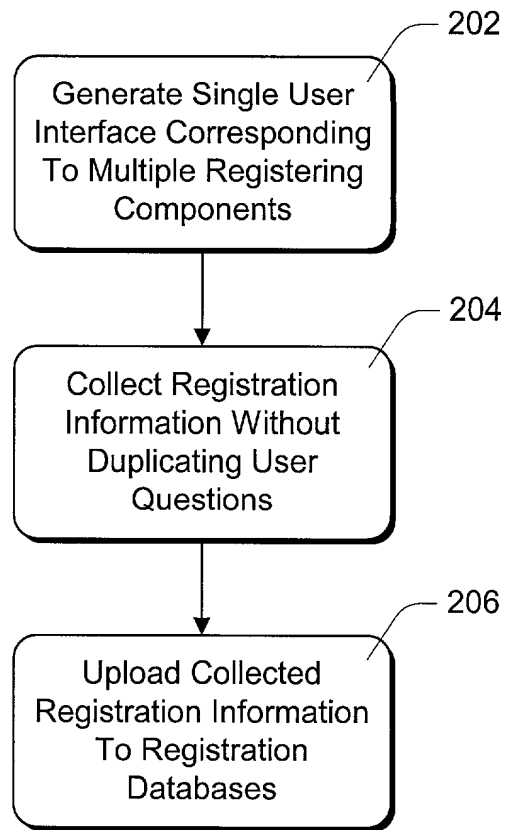 202
Generate Single User
Interface Corresponding
To Multiple Registering
Components
204
Collect Registration
Information Without
Duplicating User
Questions
206
Upload Collected
Registration Information
To Registration
Databases